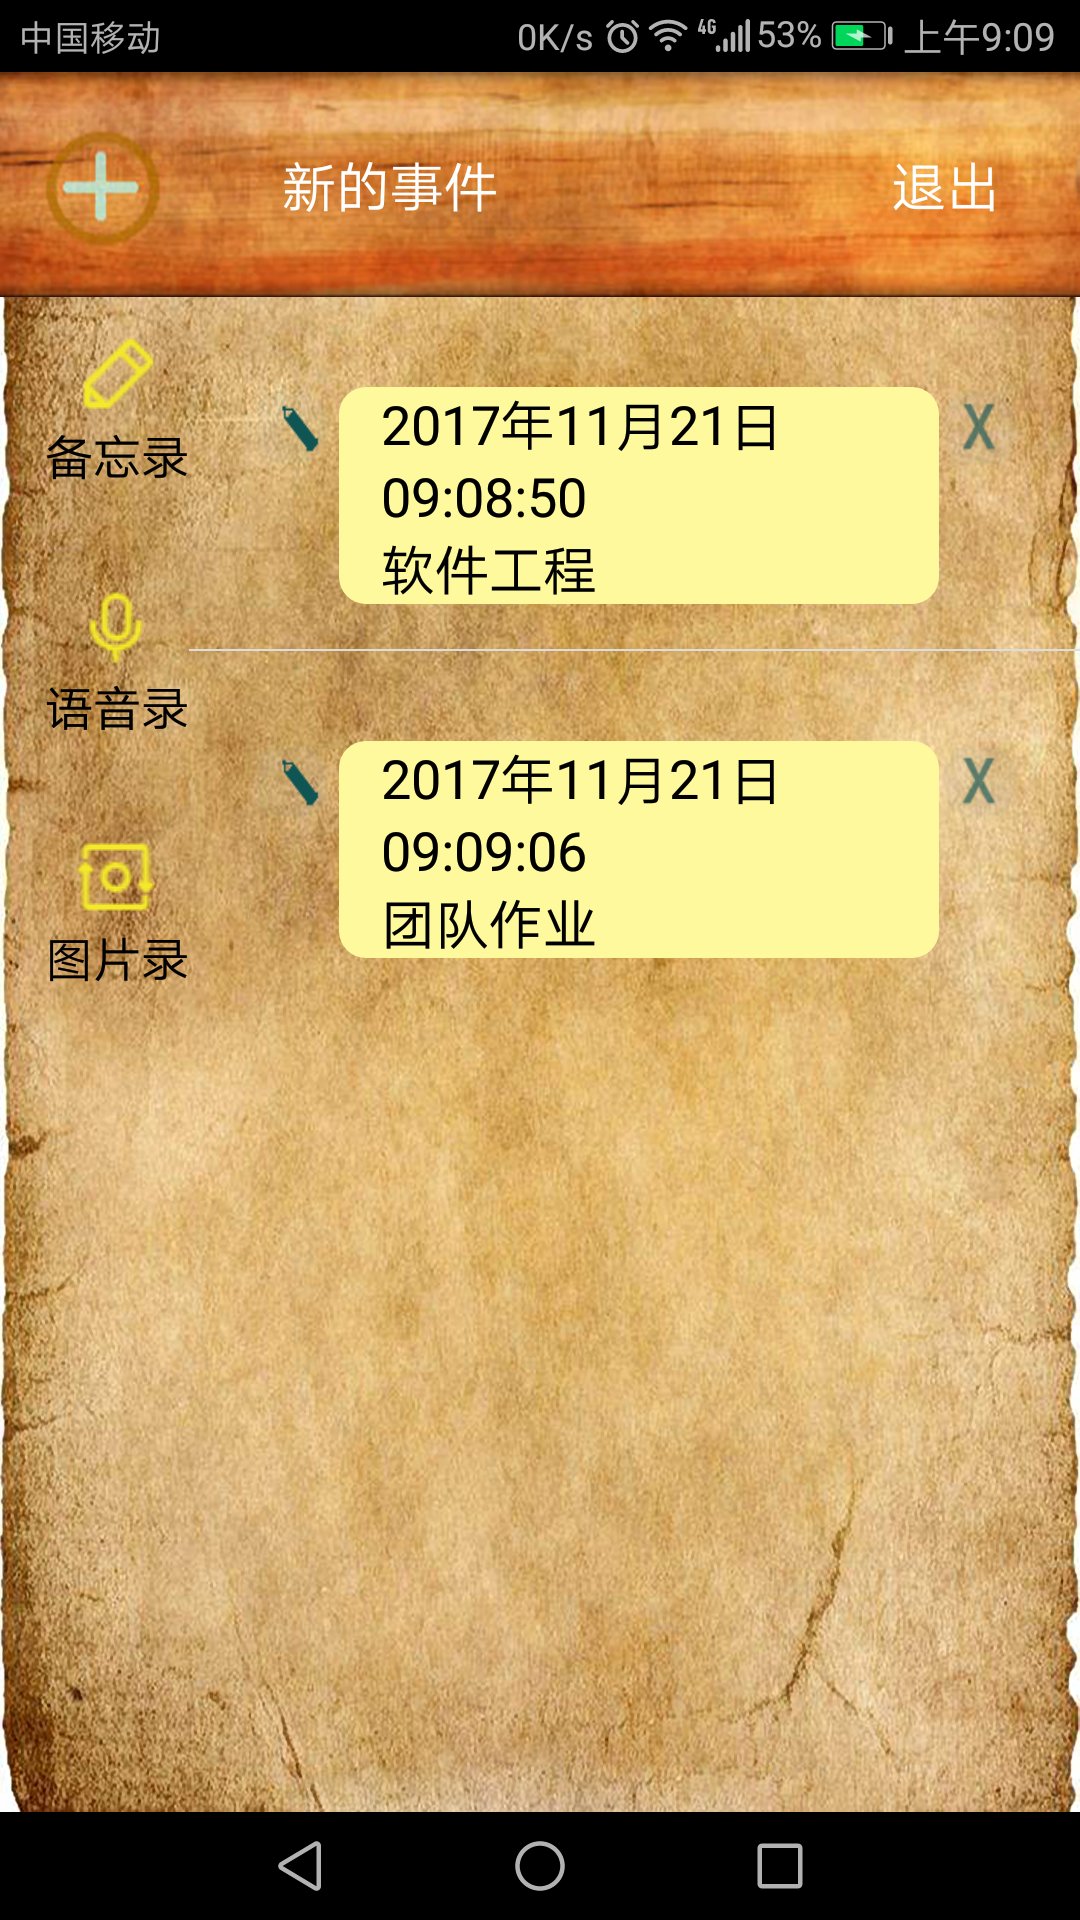 中国移动 0K/s 4G 53% 上午9:09
新的事件 退出
备忘录
2017年11月21日
09:08:50
软件工程
X
语音录
2017年11月21日
09:09:06
团队作业
X
图片录